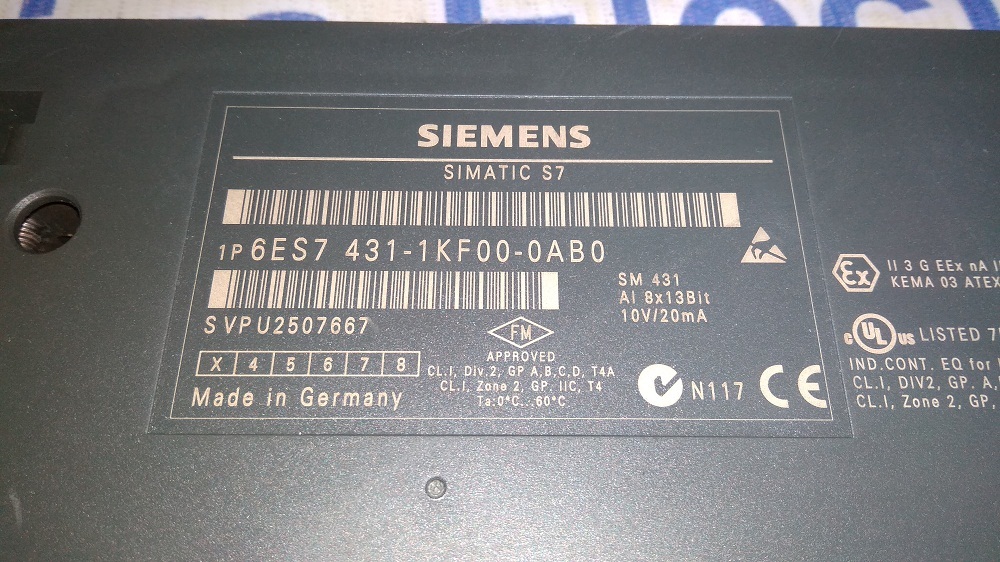 SIEMENS
SIMATIC S7
1P 6ES7 431-1KF00-0AB0
SM 431
AI 8x13Bit
10V/20mA
S VPU2507667
FM
APPROVED
CL.I, Div.2, GP A,B,C,D, T4A
CL.I, Zone 2, GP. IIC, T4
Ta:0°C...60°C
X 4 5 6 7 8
Made in Germany
N117
CE
Ex
II 3 G EEx nA
KEMA 03 ATEX
c UL us LISTED
IND.CONT. EQ for
CL.I, DIV2, GP. A,
CL.I, Zone 2, GP.